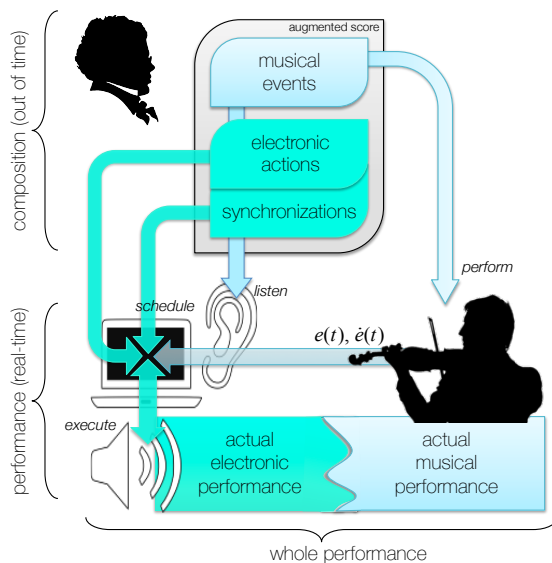 augmented score
musical
events
electronic
actions
synchronizations
composition (out of time)
perform
listen
schedule
e(t), ė(t)
performance (real-time)
execute
actual
electronic
performance
actual
musical
performance
whole performance